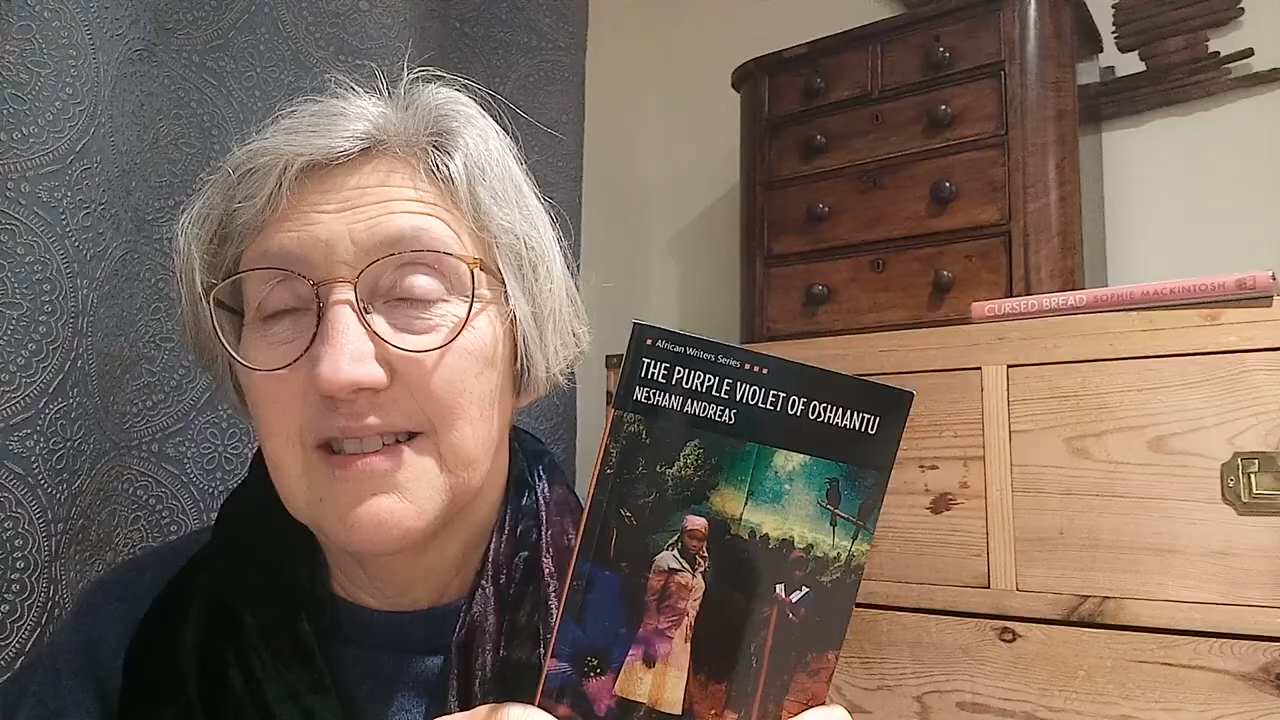 African Writers Series
THE PURPLE VIOLET OF OSHAANTU
NESHANI ANDREAS
CURSED BREAD SOPHIE MACKINTOSH